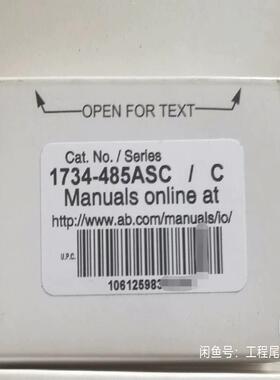 OPEN FOR TEXT
Cat. No. / Series
1734-485ASC / C
Manuals online at
http://www.ab.com/manuals/io/
U.P.C.
106125983
闲鱼号：工程尾